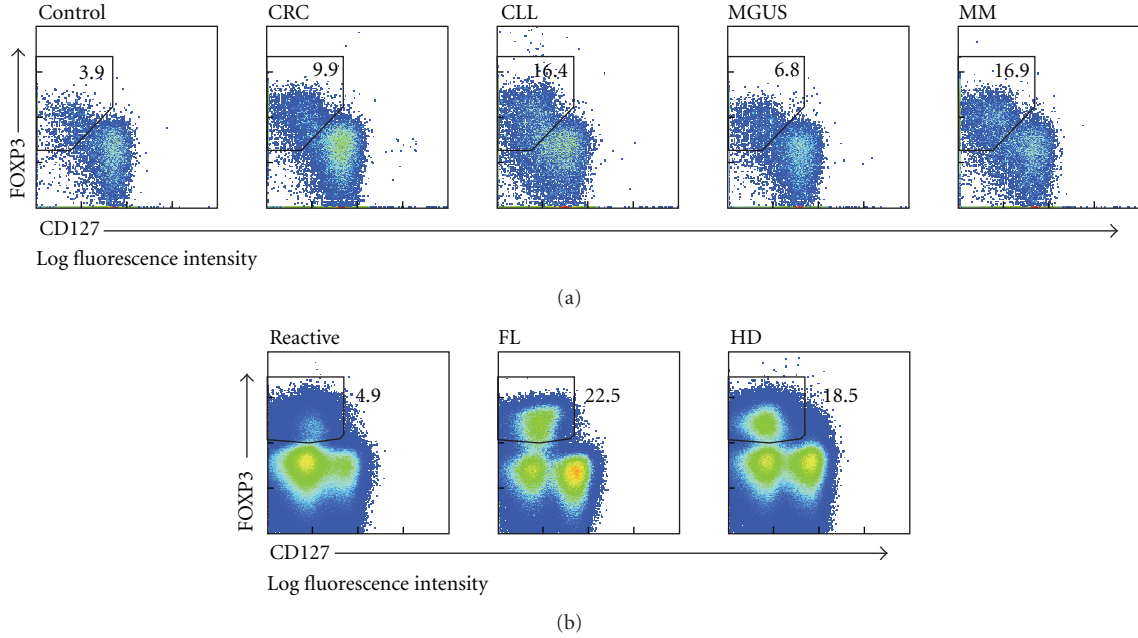 Control CRC CLL MGUS MM
3.9 9.9 16.4 6.8 16.9
FOXP3
CD127
Log fluorescence intensity
(a)
Reactive FL HD
4.9 22.5 18.5
FOXP3
CD127
Log fluorescence intensity
(b)